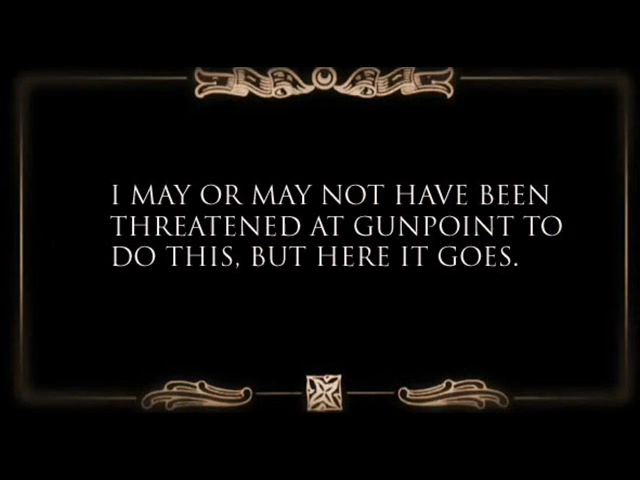 I MAY OR MAY NOT HAVE BEEN
THREATENED AT GUNPOINT TO
DO THIS, BUT HERE IT GOES.